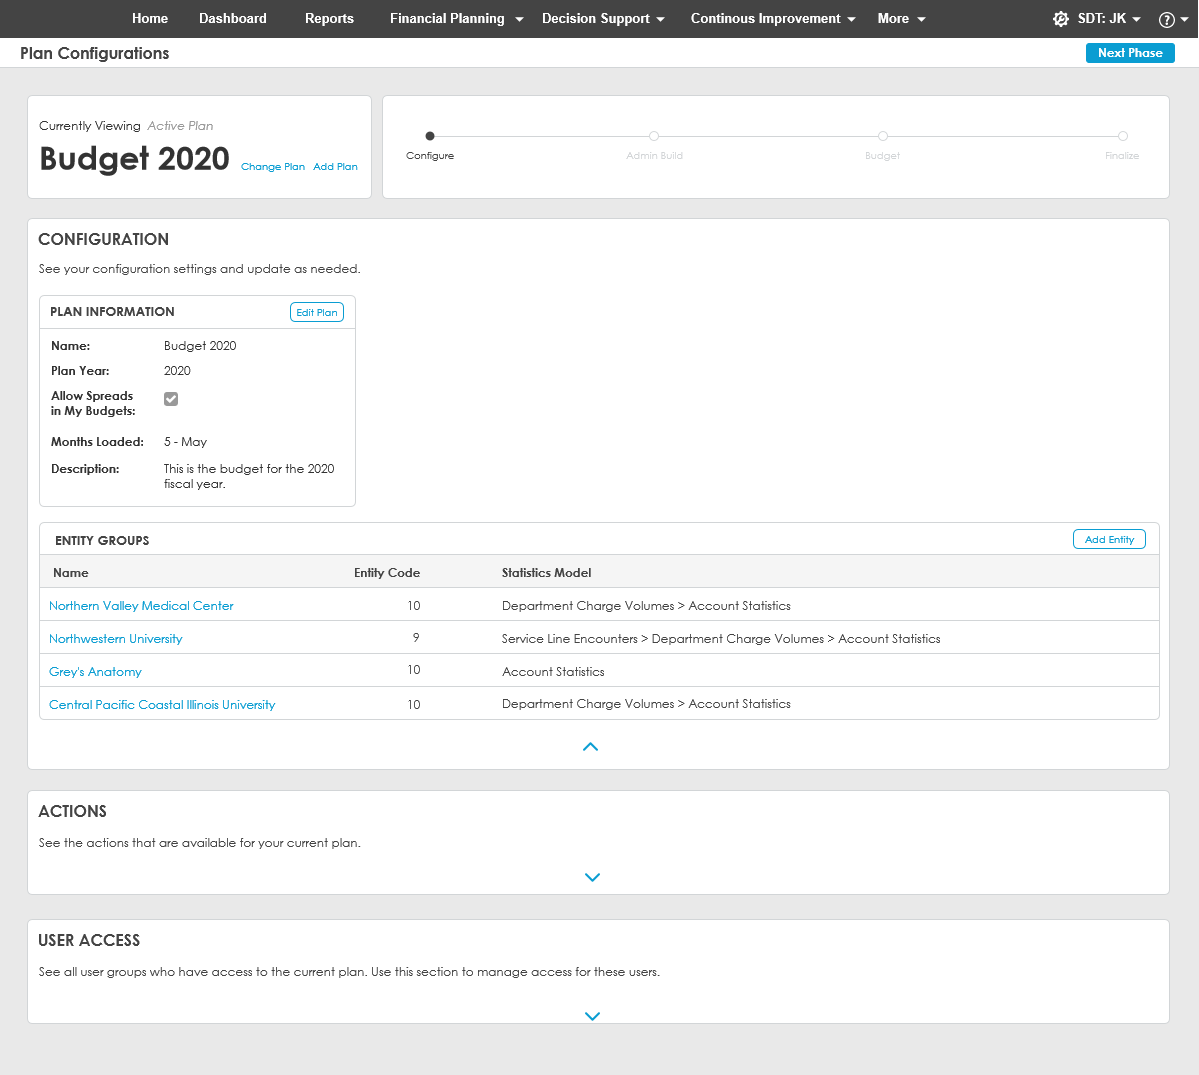 Home Dashboard Reports Financial Planning Decision Support Continous Improvement More SDT: JK ?
Plan Configurations Next Phase
Currently Viewing Active Plan
Budget 2020 Change Plan Add Plan
Configure Admin Build Budget Finalize
CONFIGURATION
See your configuration settings and update as needed.
PLAN INFORMATION Edit Plan
Name: Budget 2020
Plan Year: 2020
Allow Spreads
in My Budgets:
Months Loaded: 5 - May
Description: This is the budget for the 2020
fiscal year.
ENTITY GROUPS Add Entity
Name Entity Code Statistics Model
Northern Valley Medical Center 10 Department Charge Volumes > Account Statistics
Northwestern University 9 Service Line Encounters > Department Charge Volumes > Account Statistics
Grey's Anatomy 10 Account Statistics
Central Pacific Coastal Illinois University 10 Department Charge Volumes > Account Statistics
ACTIONS
See the actions that are available for your current plan.
USER ACCESS
See all user groups who have access to the current plan. Use this section to manage access for these users.